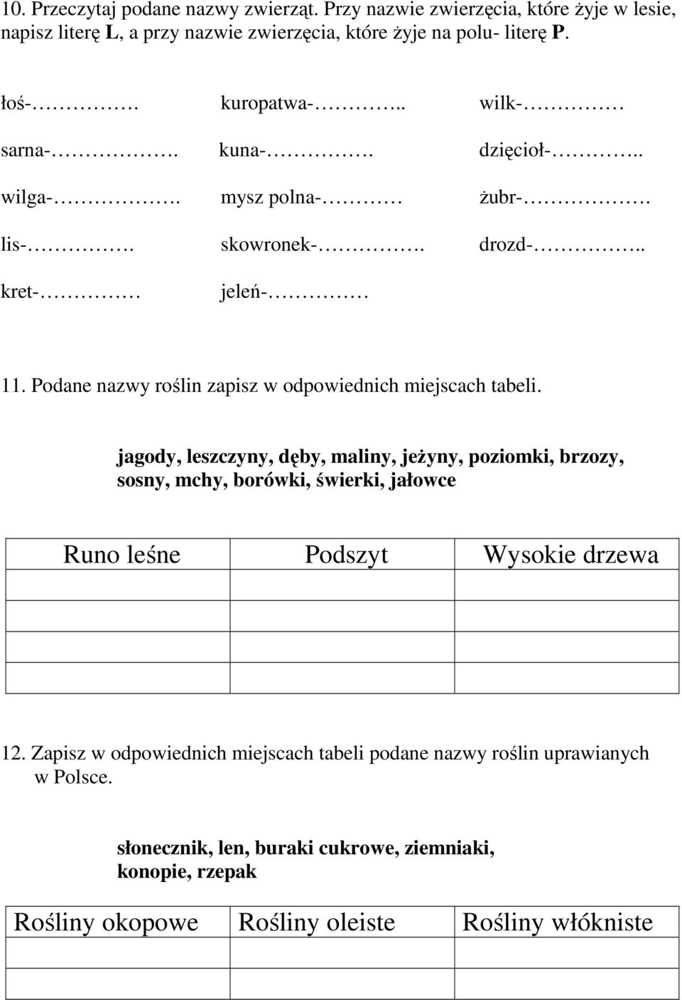 10. Przeczytaj podane nazwy zwierząt. Przy nazwie zwierzęcia, które żyje w lesie,
napisz literę L, a przy nazwie zwierzęcia, które żyje na polu- literę P.
łoś-……………. kuropatwa-………….. wilk-……………
sarna-………………. kuna-……………. dzięcioł-…………..
wilga-………………. mysz polna-………… żubr-……………….
lis-……………. skowronek-……………. drozd-……………..
kret-…………… jeleń-……………
11. Podane nazwy roślin zapisz w odpowiednich miejscach tabeli.
jagody, leszczyny, dęby, maliny, jeżyny, poziomki, brzozy,
sosny, mchy, borówki, świerki, jałowce
Runo leśne Podszyt Wysokie drzewa
12. Zapisz w odpowiednich miejscach tabeli podane nazwy roślin uprawianych
w Polsce.
słonecznik, len, buraki cukrowe, ziemniaki,
konopie, rzepak
Rośliny okopowe Rośliny oleiste Rośliny włókniste